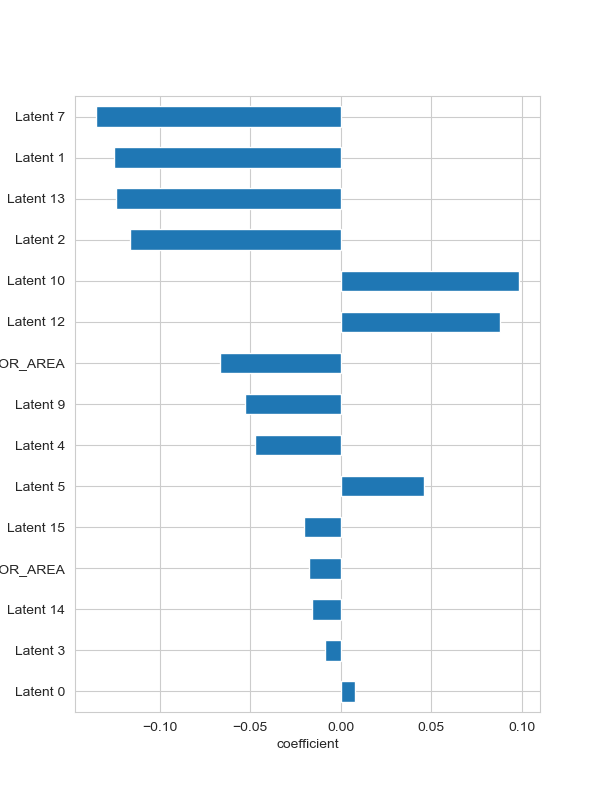 Latent 7
Latent 1
Latent 13
Latent 2
Latent 10
Latent 12
OR_AREA
Latent 9
Latent 4
Latent 5
Latent 15
OR_AREA
Latent 14
Latent 3
Latent 0
−0.10 −0.05 0.00 0.05 0.10
coefficient